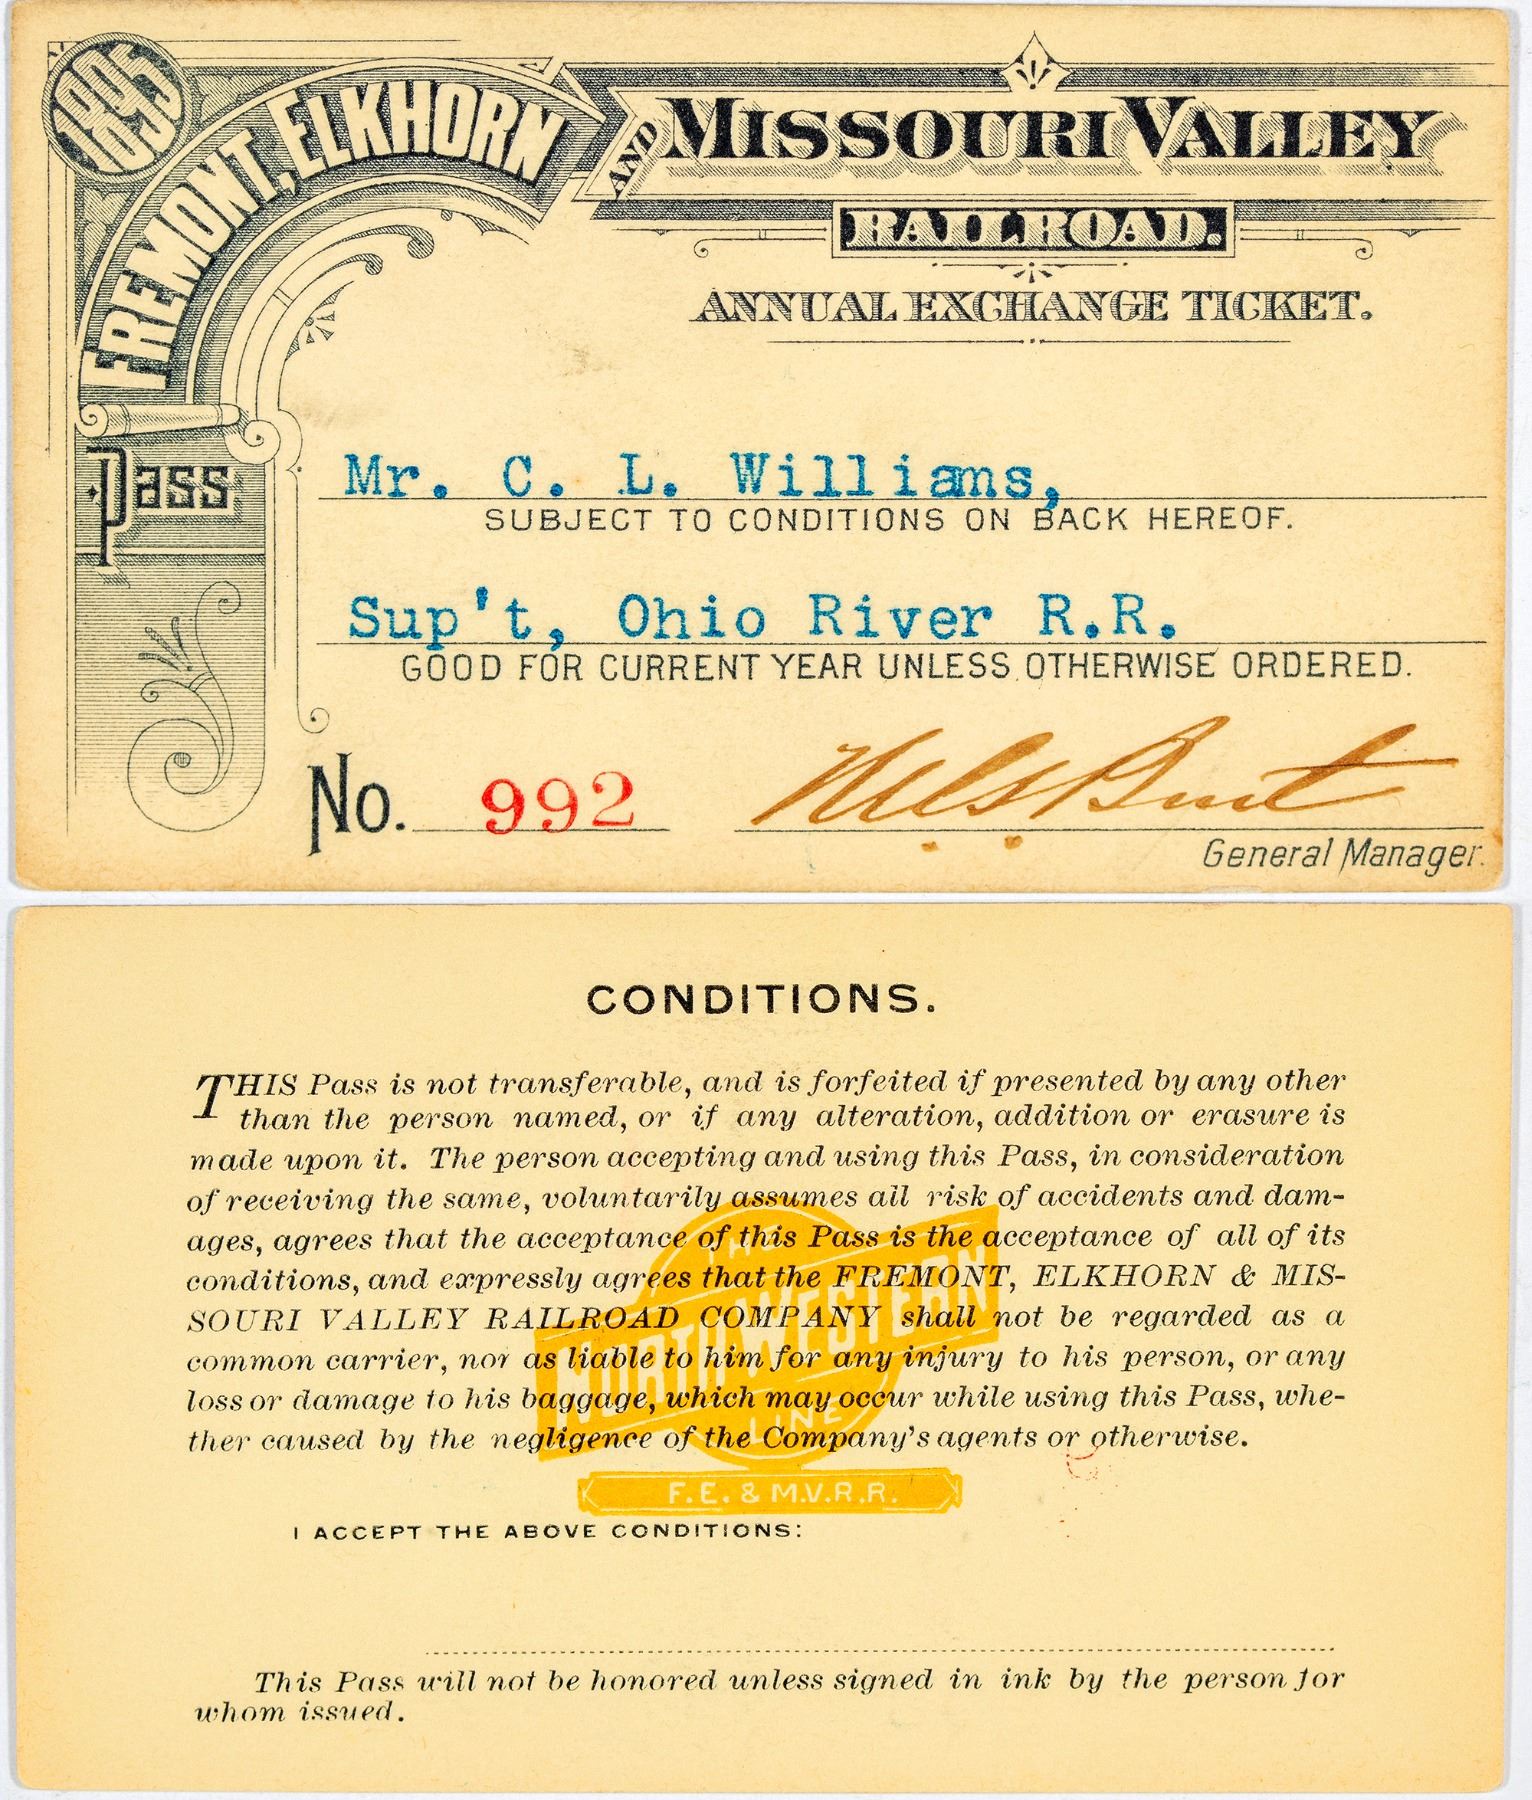 1895
FREMONT, ELKHORN
AND MISSOURI VALLEY
RAILROAD.
ANNUAL EXCHANGE TICKET.
Pass
Mr. C. L. Williams,
SUBJECT TO CONDITIONS ON BACK HEREOF.
Sup't, Ohio River R.R.
GOOD FOR CURRENT YEAR UNLESS OTHERWISE ORDERED.
No. 992
General Manager.
CONDITIONS.
THIS Pass is not transferable, and is forfeited if presented by any other
than the person named, or if any alteration, addition or erasure is
made upon it. The person accepting and using this Pass, in consideration
of receiving the same, voluntarily assumes all risk of accidents and dam-
ages, agrees that the acceptance of this Pass is the acceptance of all of its
conditions, and expressly agrees that the FREMONT, ELKHORN & MIS-
SOURI VALLEY RAILROAD COMPANY shall not be regarded as a
common carrier, nor as liable to him for any injury to his person, or any
loss or damage to his baggage, which may occur while using this Pass, whe-
ther caused by the negligence of the Company's agents or otherwise.
THE
NORTH WESTERN
LINE
F.E. & M.V.R.R.
I ACCEPT THE ABOVE CONDITIONS:
This Pass will not be honored unless signed in ink by the person for
whom issued.